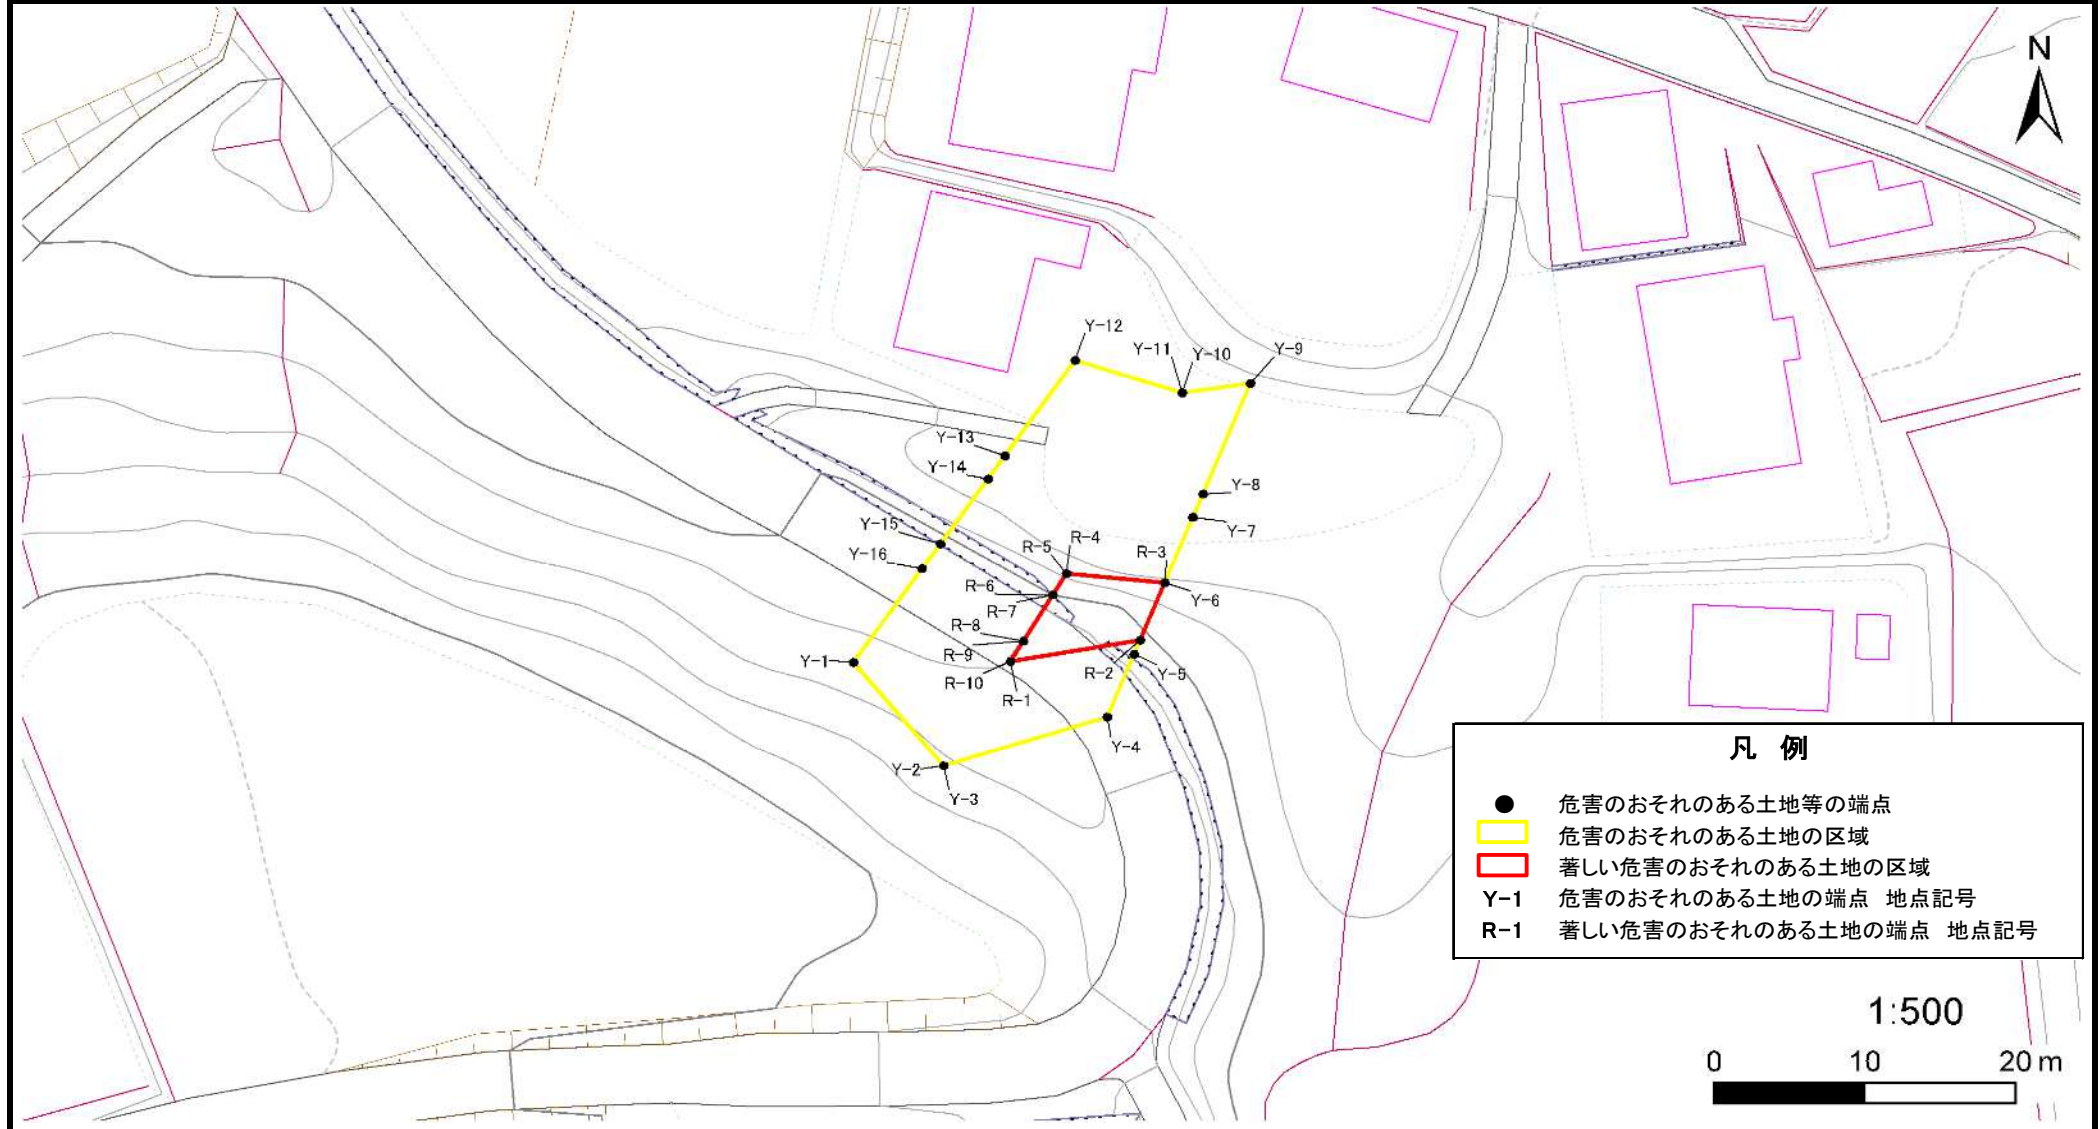 N
Y-12
Y-11
Y-10
Y-9
Y-13
Y-14
Y-8
Y-7
Y-15
Y-16
R-5
R-4
R-3
R-6
R-7
Y-6
R-8
R-9
Y-1
R-10
R-1
R-2
Y-5
Y-4
Y-2
Y-3
凡 例
危害のおそれのある土地等の端点
危害のおそれのある土地の区域
著しい危害のおそれのある土地の区域
Y-1 危害のおそれのある土地の端点 地点記号
R-1 著しい危害のおそれのある土地の端点 地点記号
1:500
0 10 20 m